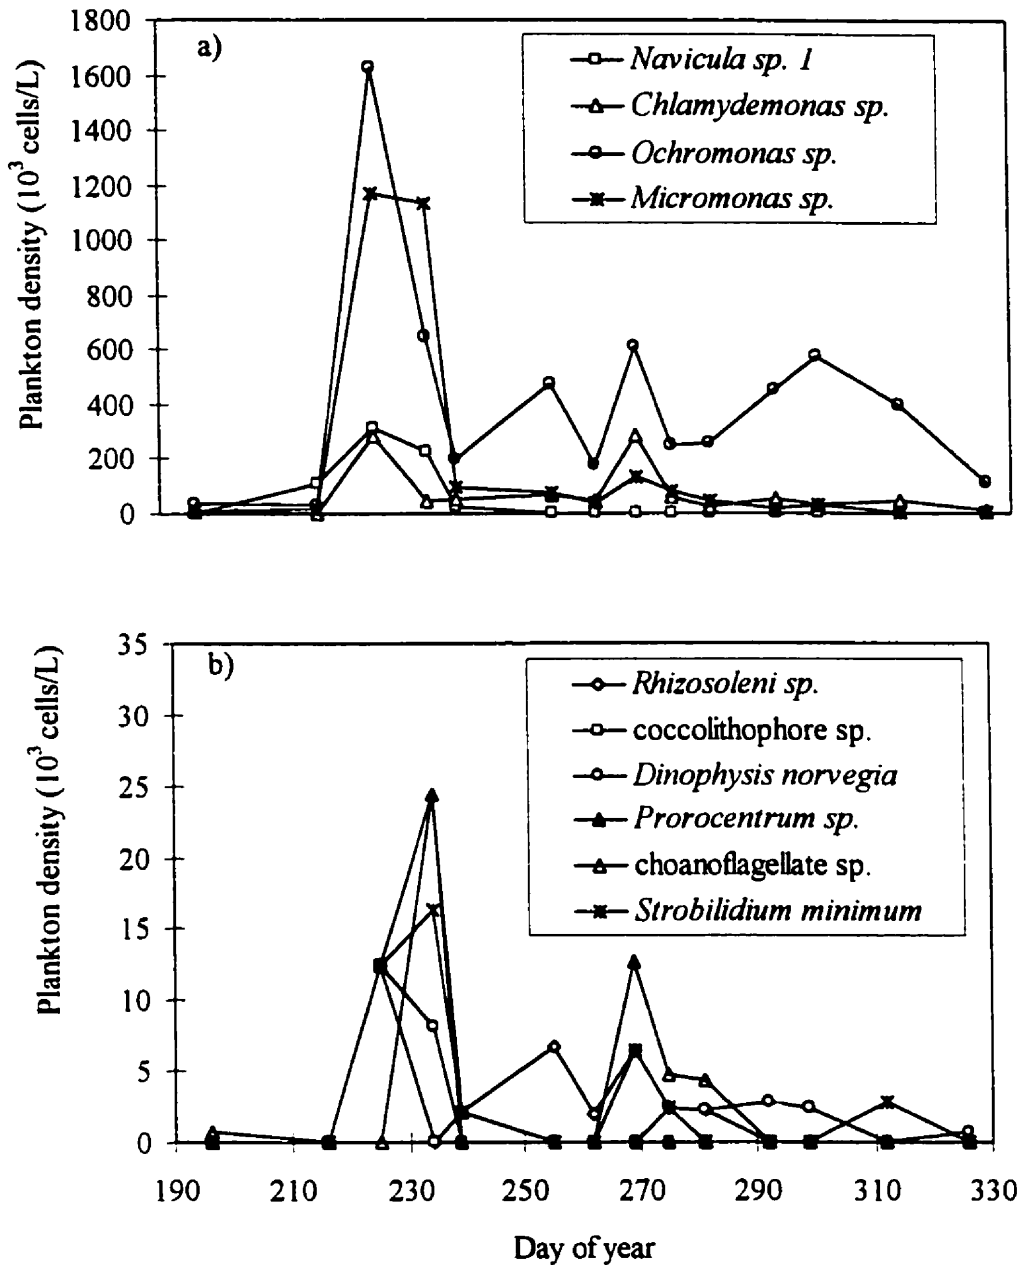 a)
Plankton density (10³ cells/L)
1800
1600
1400
1200
1000
800
600
400
200
0
Navicula sp. 1
Chlamydemonas sp.
Ochromonas sp.
Micromonas sp.
b)
Plankton density (10³ cells/L)
35
30
25
20
15
10
5
0
Rhizosoleni sp.
coccolithophore sp.
Dinophysis norvegia
Prorocentrum sp.
choanoflagellate sp.
Strobilidium minimum
190 210 230 250 270 290 310 330
Day of year